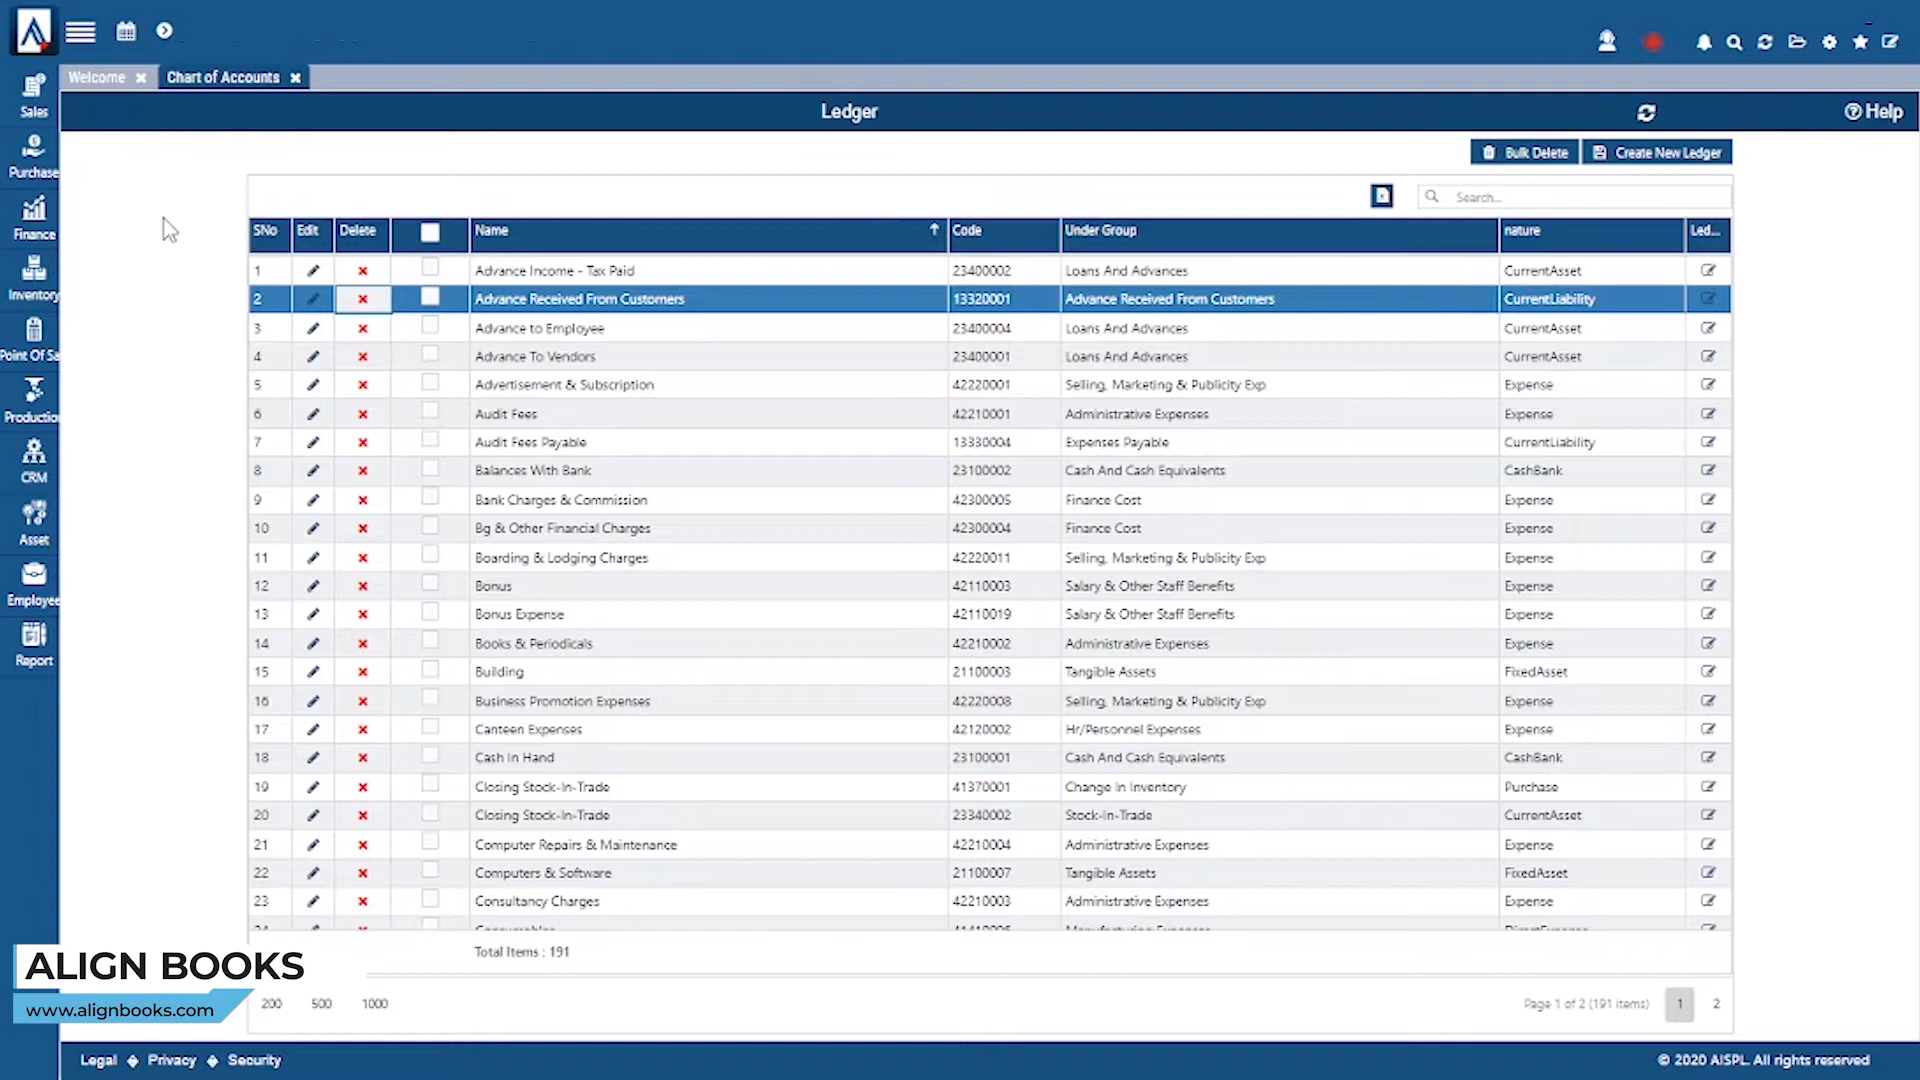 Welcome ✖ Chart of Accounts ✖
Ledger
Help
Sales
Purchase
Inventory
Finance
Point Of Sa
Productio
CRM
Asset
Employee
Report
Bulk Delete Create New Ledger
Search...
SNo Edit Delete Name Code Under Group nature Led...
1 Advance Income - Tax Paid 23400002 Loans And Advances CurrentAsset
2 Advance Received From Customers 13320001 Advance Received From Customers CurrentLiability
3 Advance to Employee 23400004 Loans And Advances CurrentAsset
4 Advance To Vendors 23400001 Loans And Advances CurrentAsset
5 Advertisement & Subscription 42220001 Selling, Marketing & Publicity Exp Expense
6 Audit Fees 42210001 Administrative Expenses Expense
7 Audit Fees Payable 13330004 Expenses Payable CurrentLiability
8 Balances With Bank 23100002 Cash And Cash Equivalents CashBank
9 Bank Charges & Commission 42300005 Finance Cost Expense
10 Bg & Other Financial Charges 42300004 Finance Cost Expense
11 Boarding & Lodging Charges 42220011 Selling, Marketing & Publicity Exp Expense
12 Bonus 42110003 Salary & Other Staff Benefits Expense
13 Bonus Expense 42110019 Salary & Other Staff Benefits Expense
14 Books & Periodicals 42210002 Administrative Expenses Expense
15 Building 21100003 Tangible Assets FixedAsset
16 Business Promotion Expenses 42220008 Selling, Marketing & Publicity Exp Expense
17 Canteen Expenses 42120002 Hr/Personnel Expenses Expense
18 Cash In Hand 23100001 Cash And Cash Equivalents CashBank
19 Closing Stock-In-Trade 41370001 Change In Inventory Purchase
20 Closing Stock-In-Trade 23340002 Stock-In-Trade CurrentAsset
21 Computer Repairs & Maintenance 42210004 Administrative Expenses Expense
22 Computers & Software 21100007 Tangible Assets FixedAsset
23 Consultancy Charges 42210003 Administrative Expenses Expense
Total Items : 191
ALIGN BOOKS
www.alignbooks.com
200 500 1000
Page 1 of 2 (191 items) 1 2
Legal ◆ Privacy ◆ Security
© 2020 AISPL. All rights reserved